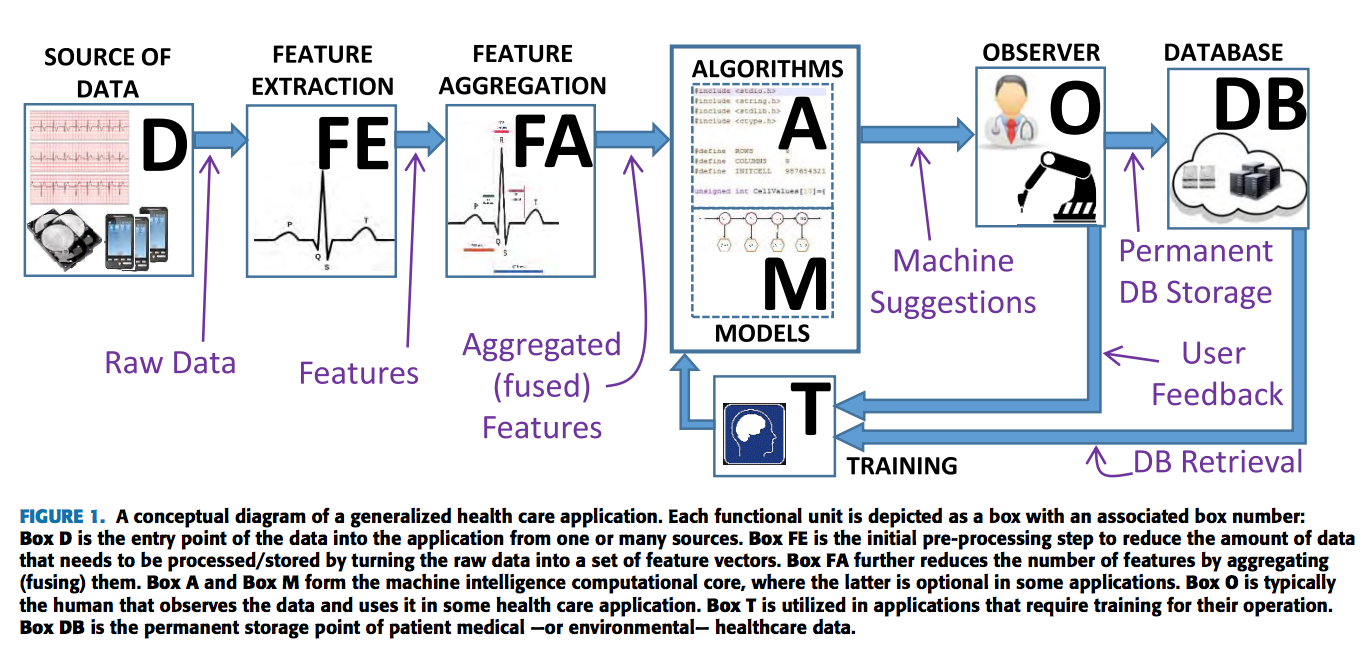 SOURCE OF
DATA
FEATURE
EXTRACTION
FEATURE
AGGREGATION
ALGORITHMS
OBSERVER
DATABASE
D
FE
P
Q
S
T
FA
R
P
Q
S
T
#include <stdio.h>
#include <string.h>
#include <stdlib.h>
#include <ctype.h>
#define ROWS
#define COLUMNS 9
#define INITCELL 987654321
unsigned int CellValues
A
M
MODELS
O
DB
Raw Data
Features
Aggregated
(fused)
Features
Machine
Suggestions
Permanent
DB Storage
User
Feedback
T
TRAINING
DB Retrieval
FIGURE 1. A conceptual diagram of a generalized health care application. Each functional unit is depicted as a box with an associated box number:
Box D is the entry point of the data into the application from one or many sources. Box FE is the initial pre-processing step to reduce the amount of data
that needs to be processed/stored by turning the raw data into a set of feature vectors. Box FA further reduces the number of features by aggregating
(fusing) them. Box A and Box M form the machine intelligence computational core, where the latter is optional in some applications. Box O is typically
the human that observes the data and uses it in some health care application. Box T is utilized in applications that require training for their operation.
Box DB is the permanent storage point of patient medical —or environmental— healthcare data.